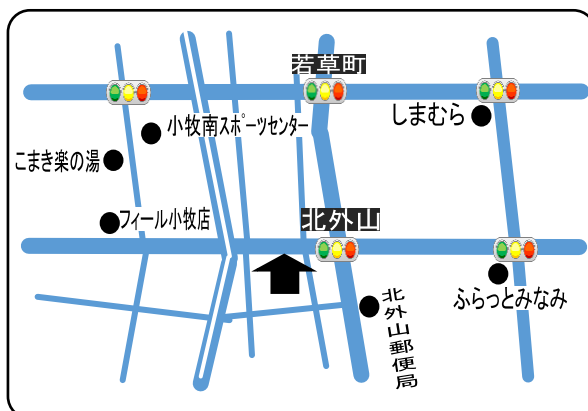 若草町
しまむら
小牧南スポーツセンター
こまき楽の湯
フィール小牧店
北外山
ふらっとみなみ
北外山郵便局